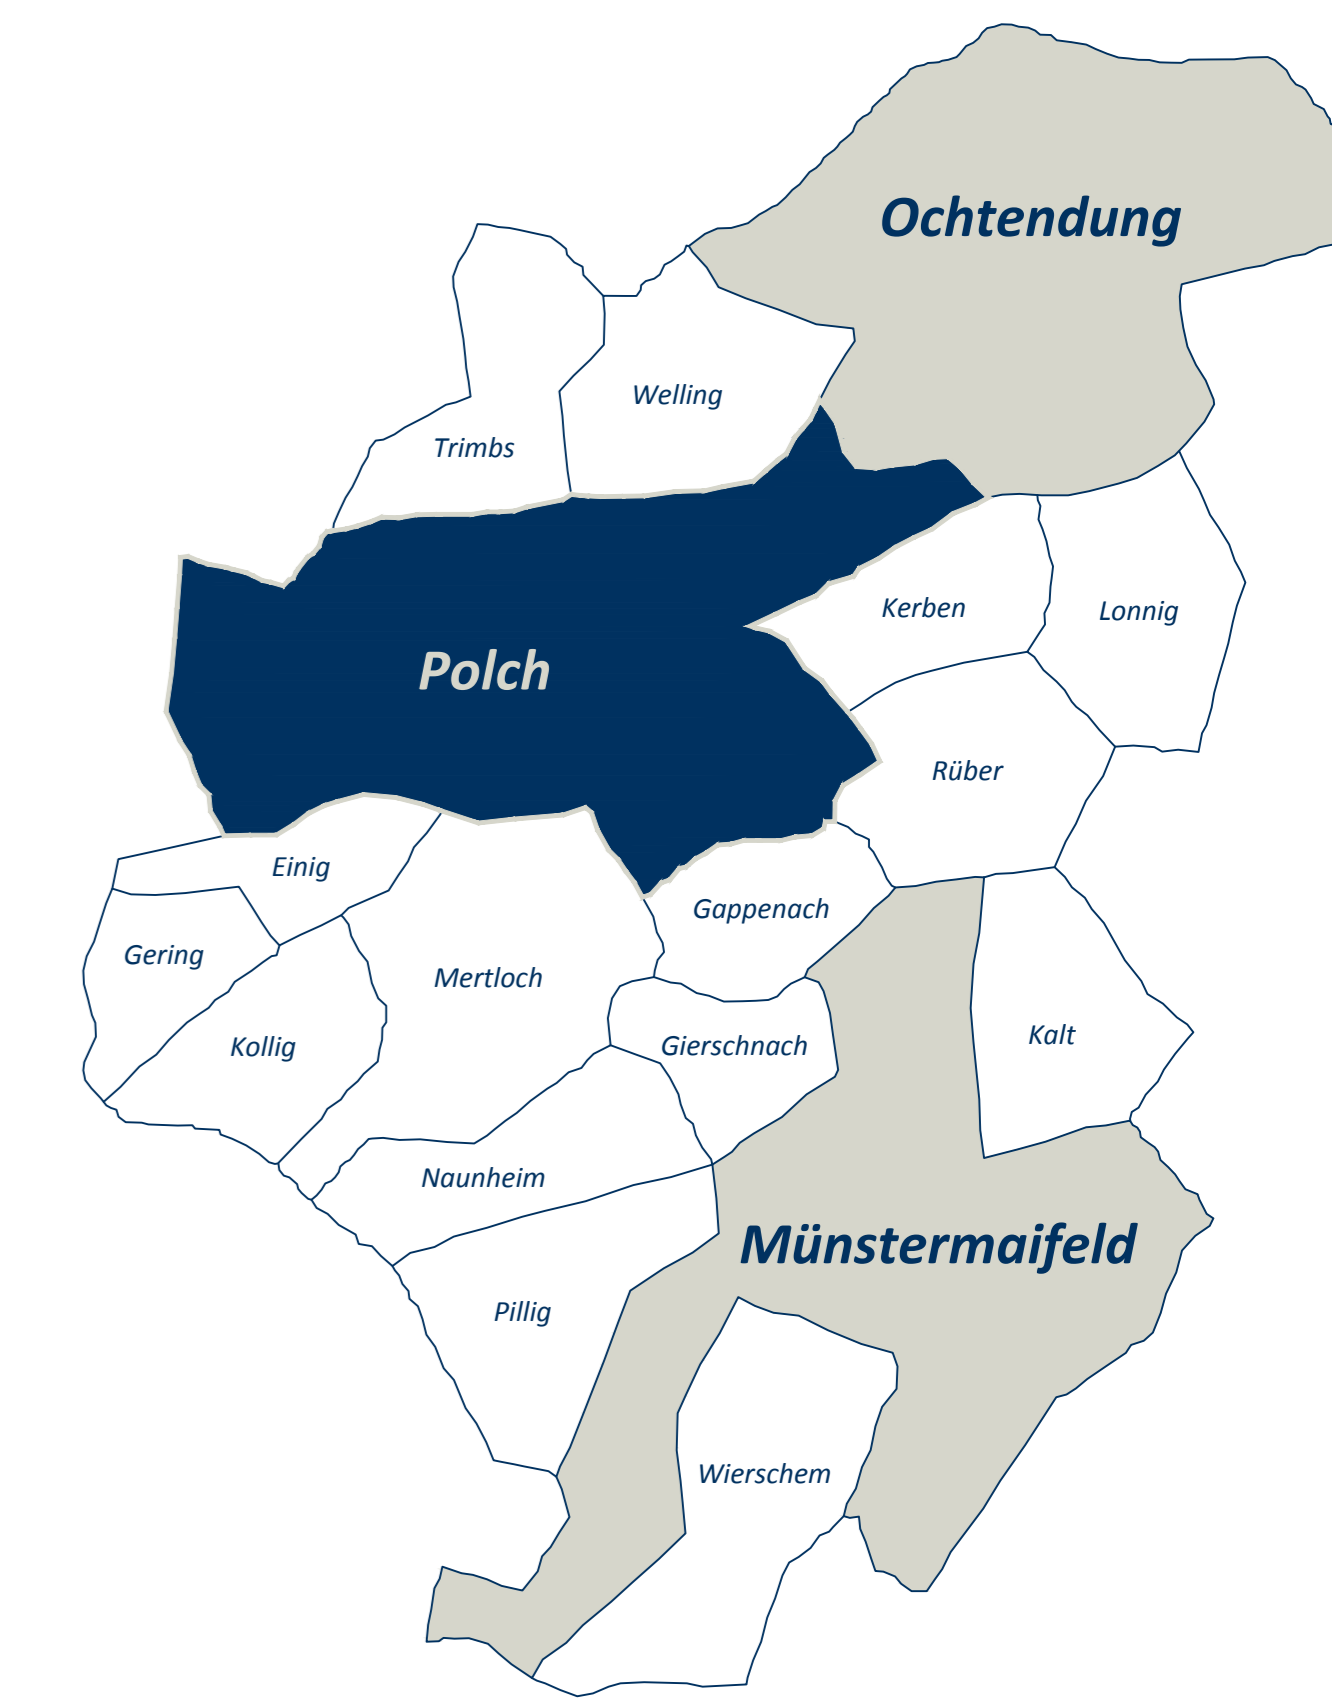 Ochtendung
Welling
Trimbs
Kerben
Lonnig
Polch
Rüber
Einig
Gappenach
Gering
Mertloch
Kalt
Kollig
Gierschnach
Naunheim
Münstermaifeld
Pillig
Wierschem